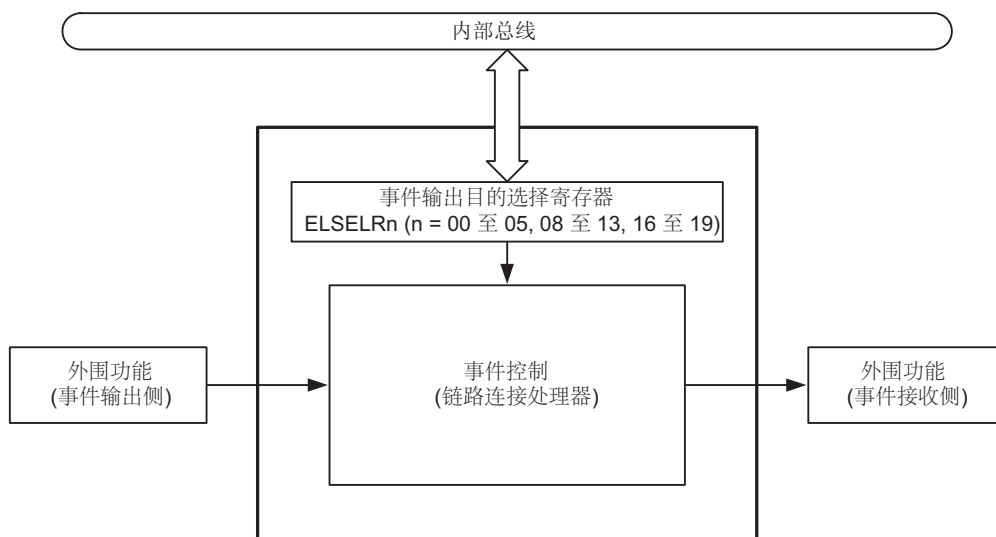 内部总线
事件输出目的选择寄存器
ELSELRn (n = 00 至 05, 08 至 13, 16 至 19)
外围功能
(事件输出侧)
事件控制
(链路连接处理器)
外围功能
(事件接收侧)